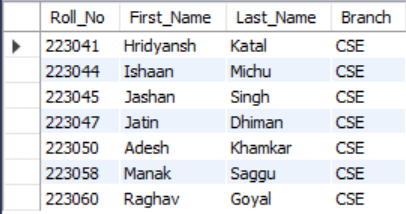 Roll_No First_Name Last_Name Branch
223041 Hridyansh Katal CSE
223044 Ishaan Michu CSE
223045 Jashan Singh CSE
223047 Jatin Dhiman CSE
223050 Adesh Khamkar CSE
223058 Manak Saggu CSE
223060 Raghav Goyal CSE